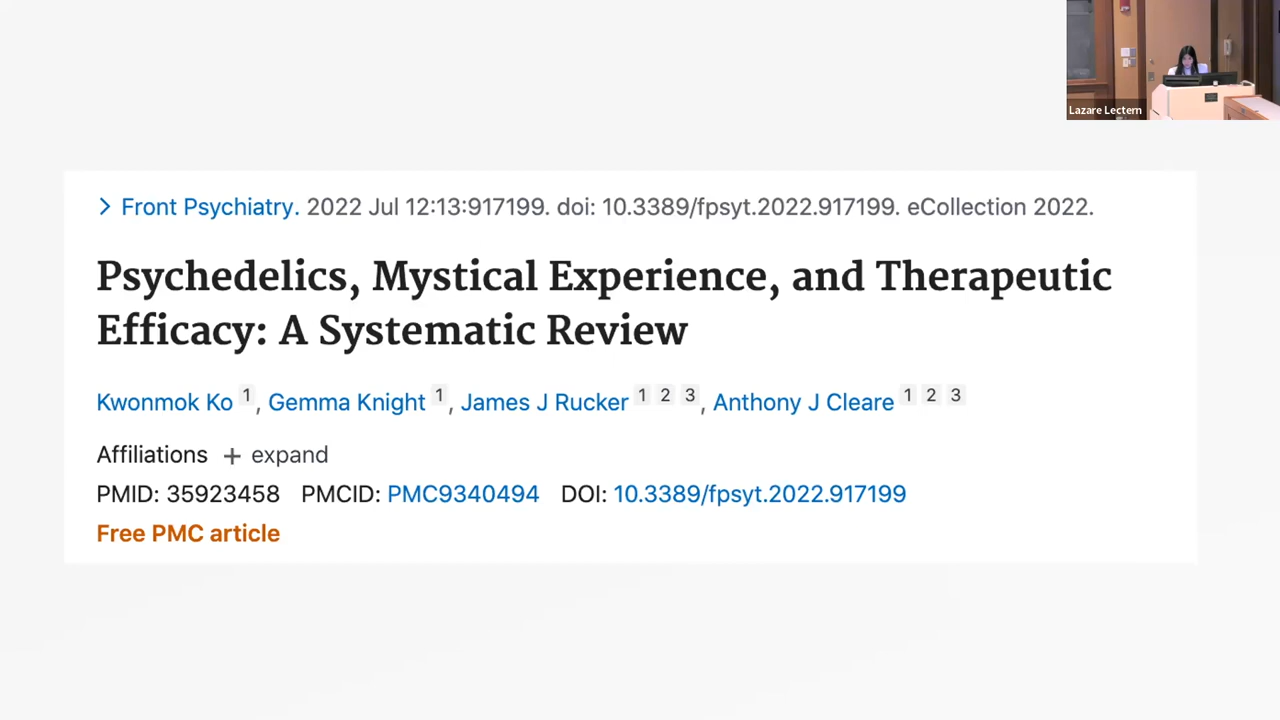 Lazare Lectern
> Front Psychiatry. 2022 Jul 12:13:917199. doi: 10.3389/fpsyt.2022.917199. eCollection 2022.
Psychedelics, Mystical Experience, and Therapeutic
Efficacy: A Systematic Review
Kwonmok Ko 1, Gemma Knight 1, James J Rucker 1 2 3, Anthony J Cleare 1 2 3
Affiliations + expand
PMID: 35923458 PMCID: PMC9340494 DOI: 10.3389/fpsyt.2022.917199
Free PMC article